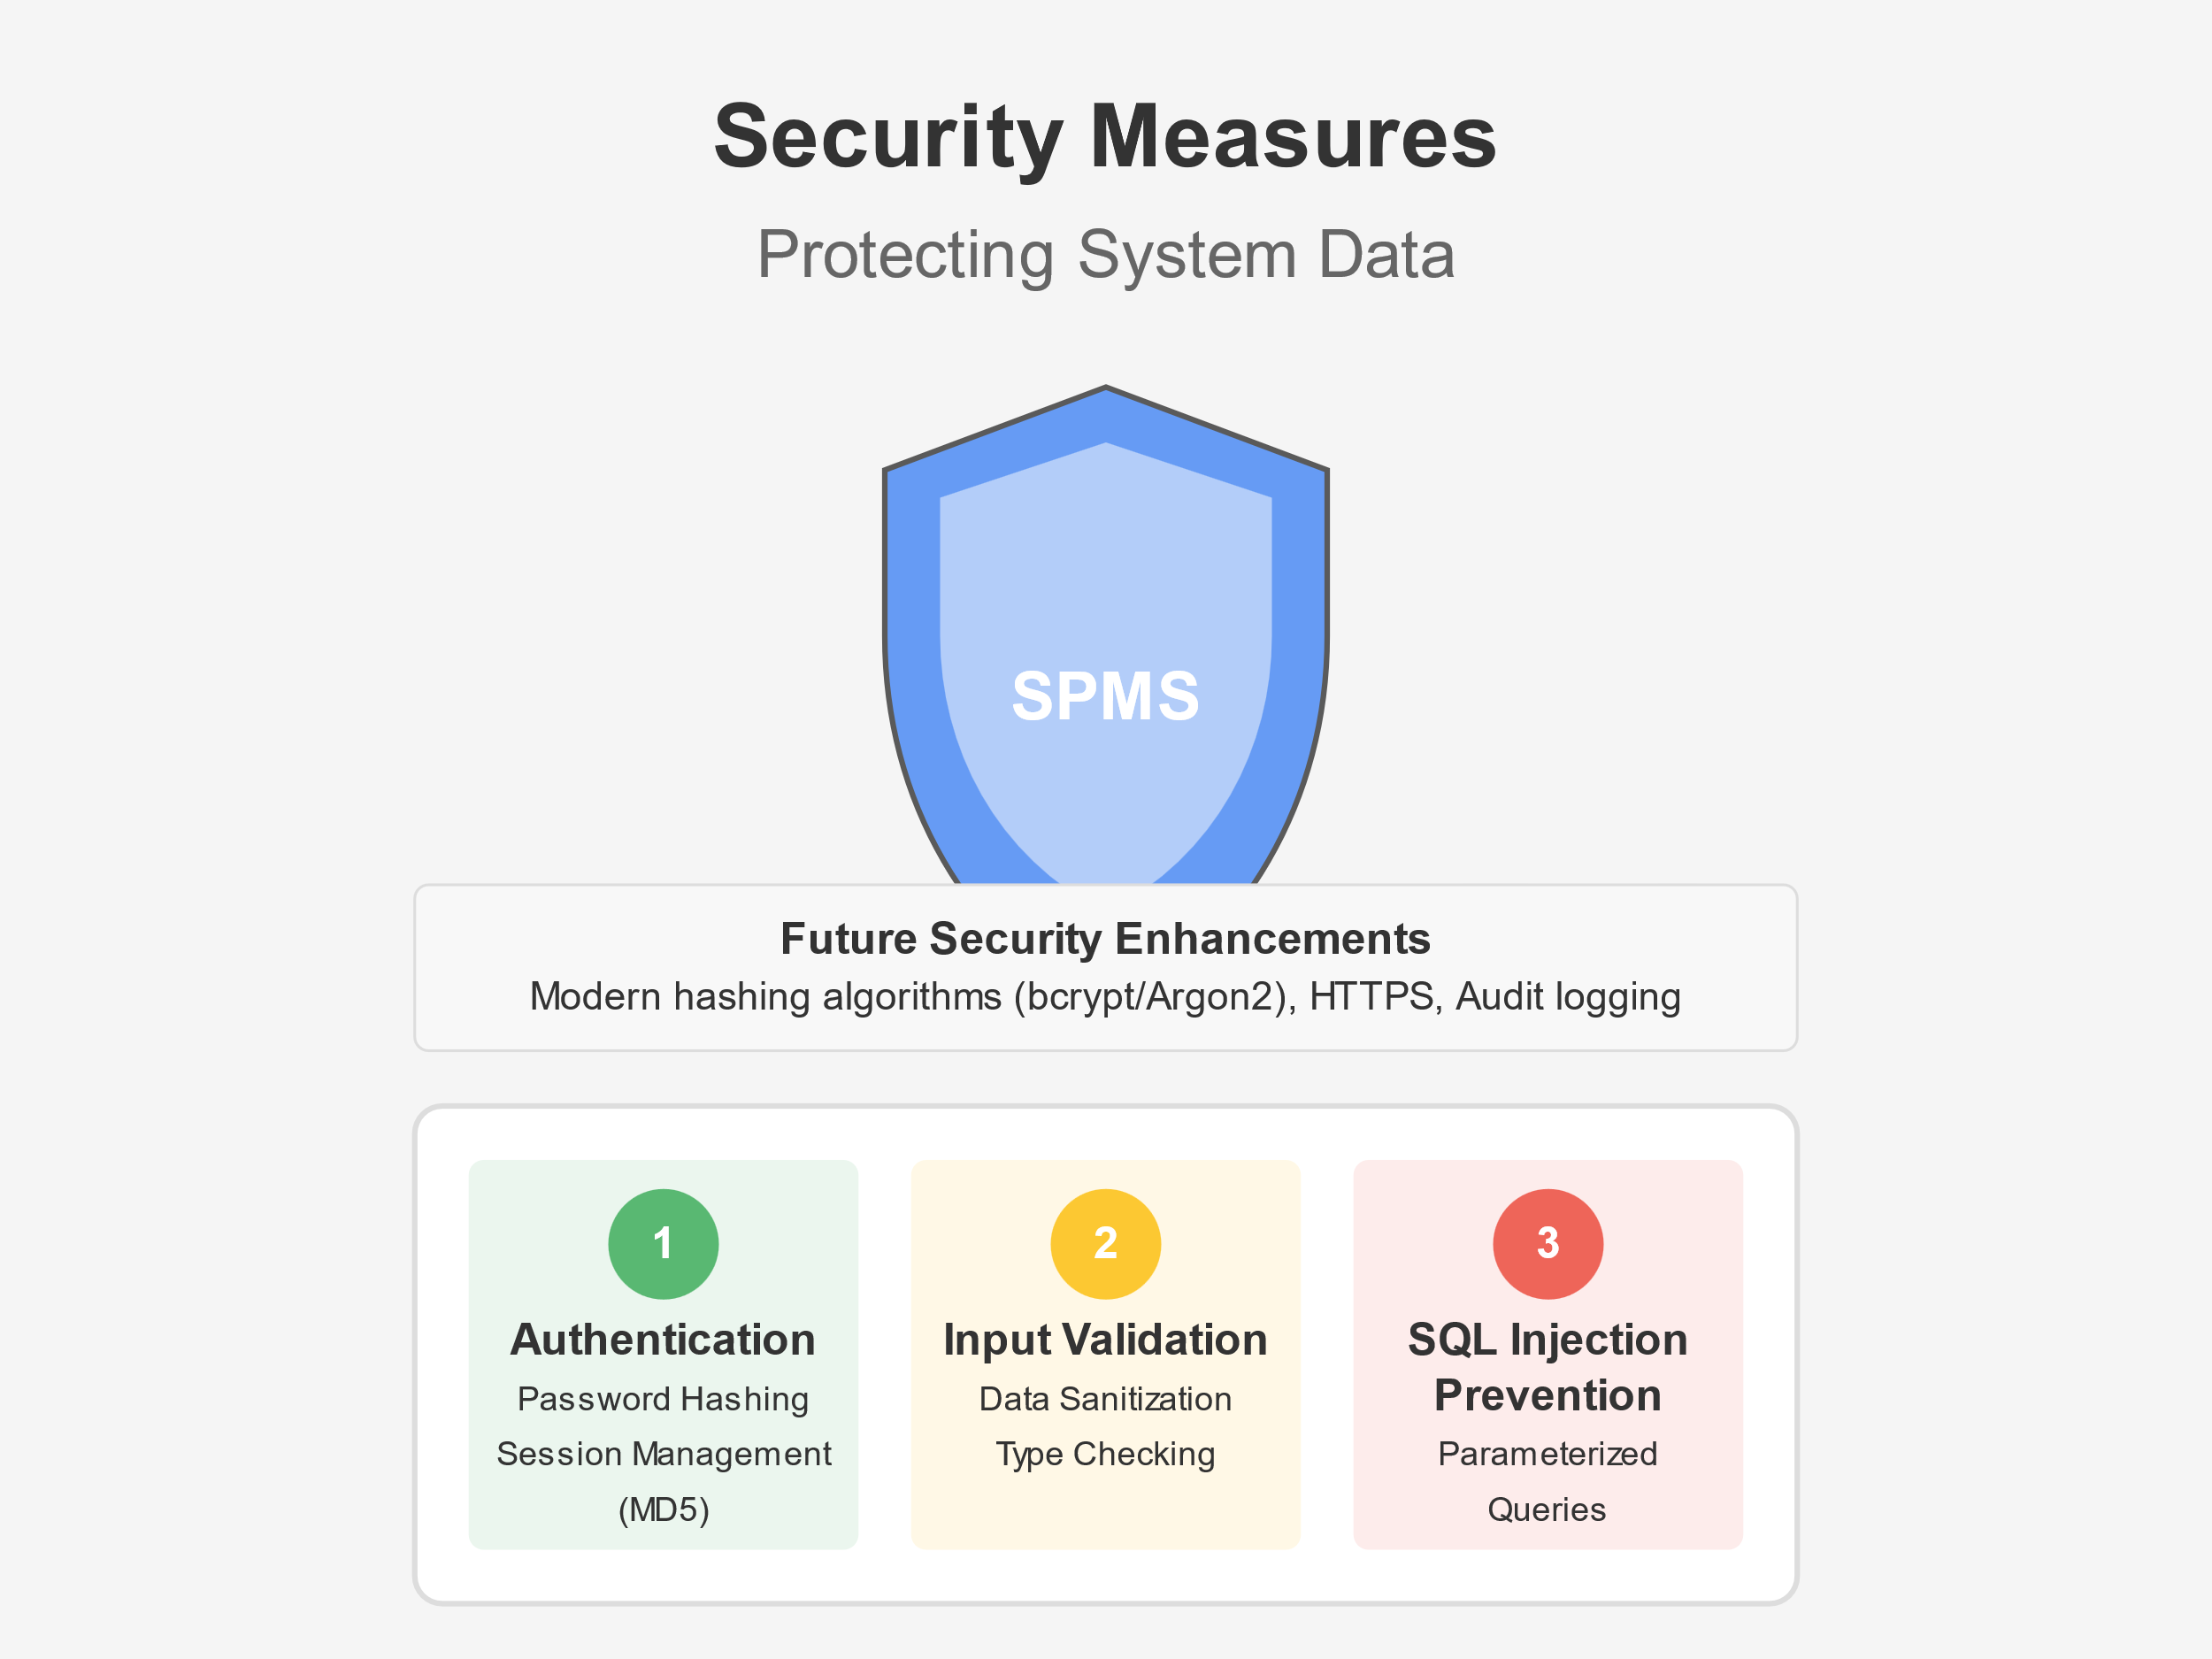 Security Measures
Protecting System Data
SPMS
Future Security Enhancements
Modern hashing algorithms (bcrypt/Argon2), HTTPS, Audit logging
1
Authentication
Password Hashing
Session Management
(MD5)
2
Input Validation
Data Sanitization
Type Checking
3
SQL Injection
Prevention
Parameterized
Queries